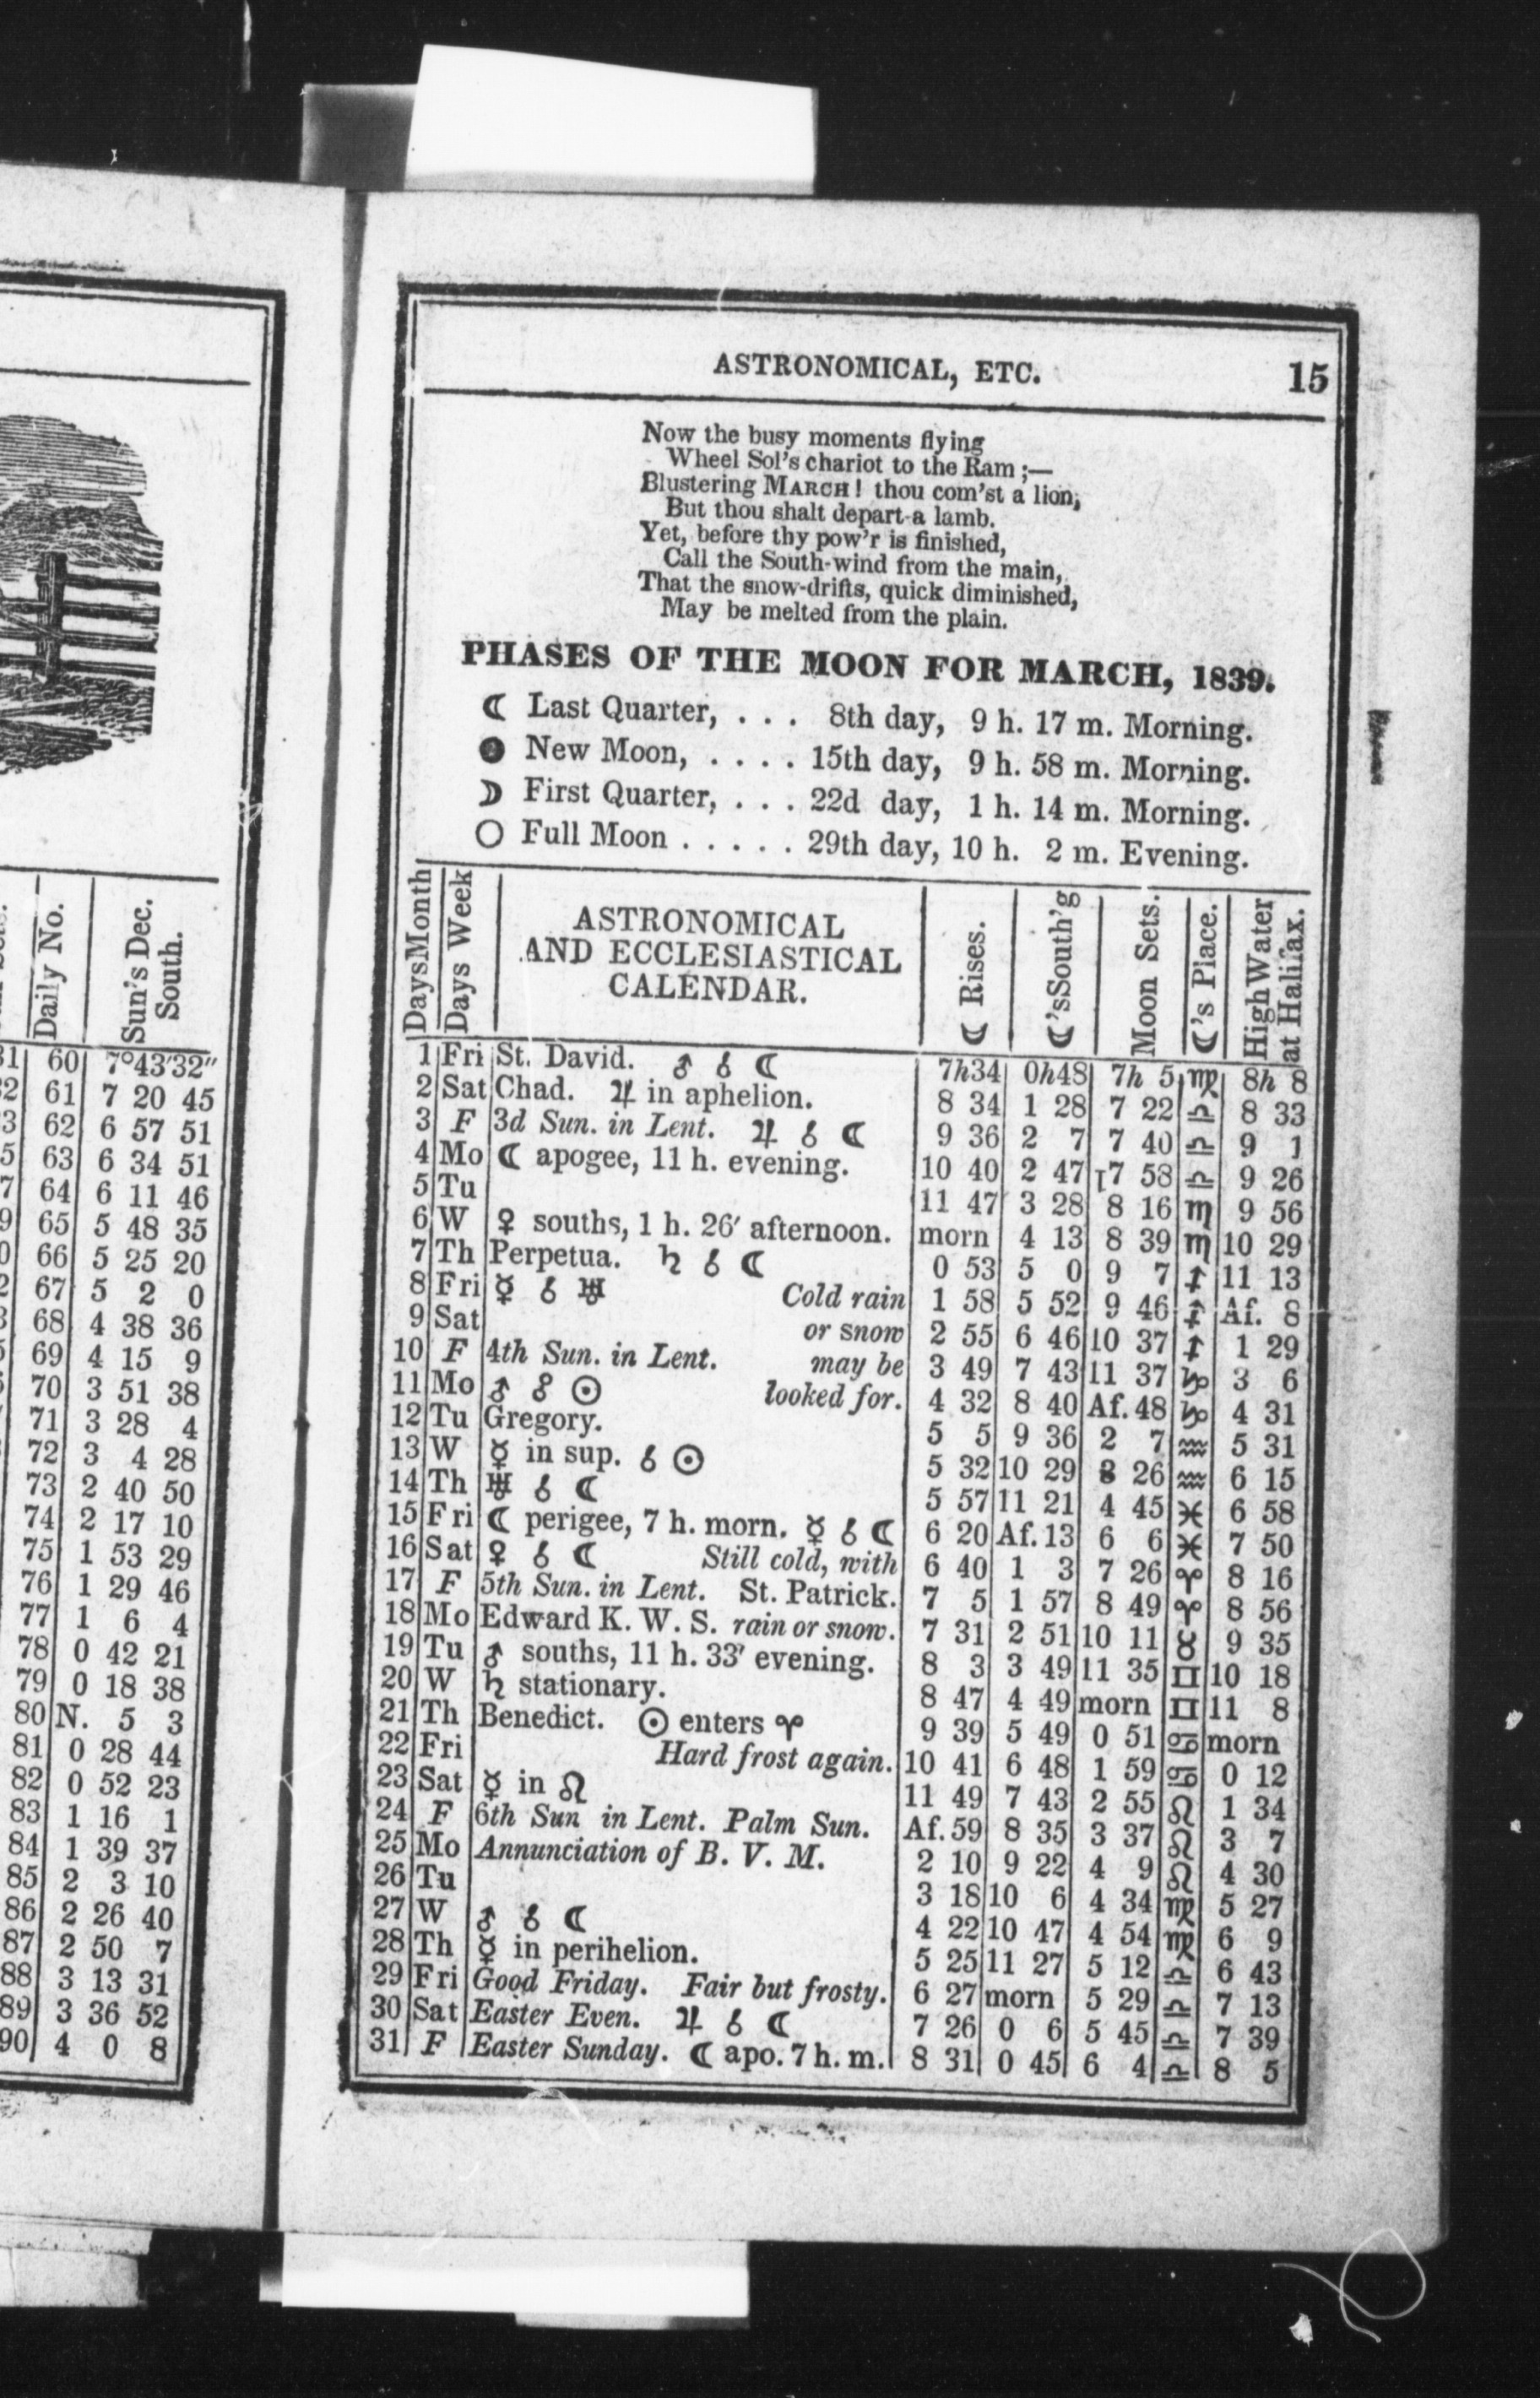 ASTRONOMICAL, ETC. 15
Now the busy moments flying
Wheel Sol's chariot to the Ram;—
Blustering MARCH! thou com'st a lion,
But thou shalt depart a lamb.
Yet, before thy pow'r is finished,
Call the South-wind from the main,
That the snow-drifts, quick diminished,
May be melted from the plain.
PHASES OF THE MOON FOR MARCH, 1839.
☾ Last Quarter, . . . 8th day, 9 h. 17 m. Morning.
● New Moon, . . . . 15th day, 9 h. 58 m. Morning.
☽ First Quarter, . . . 22d day, 1 h. 14 m. Morning.
○ Full Moon . . . . . 29th day, 10 h. 2 m. Evening.
Days Month | Days Week | ASTRONOMICAL AND ECCLESIASTICAL CALENDAR. | ☾ Rises. | ☾'s South'g | Moon Sets. | ☾'s Place. | High Water at Halifax.
1 Fri St. David. ♂ ☌ ☾ 7h34 0h48 7h 5 ♍ 8h 8
2 Sat Chad. ♃ in aphelion. 8 34 1 28 7 22 ♎ 8 33
3 F 3d Sun. in Lent. ♃ ☌ ☾ 9 36 2 7 7 40 ♎ 9 1
4 Mo ☾ apogee, 11 h. evening. 10 40 2 47 7 58 ♎ 9 26
5 Tu 11 47 3 28 8 16 ♏ 9 56
6 W ♀ souths, 1 h. 26′ afternoon. morn 4 13 8 39 ♏ 10 29
7 Th Perpetua. ♄ ☌ ☾ 0 53 5 0 9 7 ♐ 11 13
8 Fri ☿ ☌ ♅ Cold rain 1 58 5 52 9 46 ♐ Af. 8
9 Sat or snow 2 55 6 46 10 37 ♐ 1 29
10 F 4th Sun. in Lent. may be 3 49 7 43 11 37 ♑ 3 6
11 Mo ♂ ☍ ☉ looked for. 4 32 8 40 Af. 48 ♑ 4 31
12 Tu Gregory. 5 5 9 36 2 7 ♒ 5 31
13 W ☿ in sup. ☌ ☉ 5 32 10 29 3 26 ♒ 6 15
14 Th ♅ ☌ ☾ 5 57 11 21 4 45 ♓ 6 58
15 Fri ☾ perigee, 7 h. morn. ☿ ☌ ☾ 6 20 Af. 13 6 6 ♓ 7 50
16 Sat ♀ ☌ ☾ Still cold, with 6 40 1 3 7 26 ♈ 8 16
17 F 5th Sun. in Lent. St. Patrick. 7 5 1 57 8 49 ♈ 8 56
18 Mo Edward K. W. S. rain or snow. 7 31 2 51 10 11 ♉ 9 35
19 Tu ♂ souths, 11 h. 33′ evening. 8 3 3 49 11 35 ♊ 10 18
20 W ♄ stationary. 8 47 4 49 morn ♊ 11 8
21 Th Benedict. ☉ enters ♈ 9 39 5 49 0 51 ♋ morn
22 Fri Hard frost again. 10 41 6 48 1 59 ♋ 0 12
23 Sat ☿ in ☊ 11 49 7 43 2 55 ♌ 1 34
24 F 6th Sun in Lent. Palm Sun. Af. 59 8 35 3 37 ♌ 3 7
25 Mo Annunciation of B. V. M. 2 10 9 22 4 9 ♌ 4 30
26 Tu 3 18 10 6 4 34 ♍ 5 27
27 W ♂ ☌ ☾ 4 22 10 47 4 54 ♍ 6 9
28 Th ☿ in perihelion. 5 25 11 27 5 12 ♎ 6 43
29 Fri Good Friday. Fair but frosty. 6 27 morn 5 29 ♎ 7 13
30 Sat Easter Even. ♃ ☌ ☾ 7 26 0 6 5 45 ♎ 7 39
31 F Easter Sunday. ☾ apo. 7 h. m. 8 31 0 45 6 4 ♎ 8 5
Daily No. | Sun's Dec. South.
60 7°43′32″
61 7 20 45
62 6 57 51
63 6 34 51
64 6 11 46
65 5 48 35
66 5 25 20
67 5 2 0
68 4 38 36
69 4 15 9
70 3 51 38
71 3 28 4
72 3 4 28
73 2 40 50
74 2 17 10
75 1 53 29
76 1 29 46
77 1 6 4
78 0 42 21
79 0 18 38
80 N. 5 3
81 0 28 44
82 0 52 23
83 1 16 1
84 1 39 37
85 2 3 10
86 2 26 40
87 2 50 7
88 3 13 31
89 3 36 52
90 4 0 8